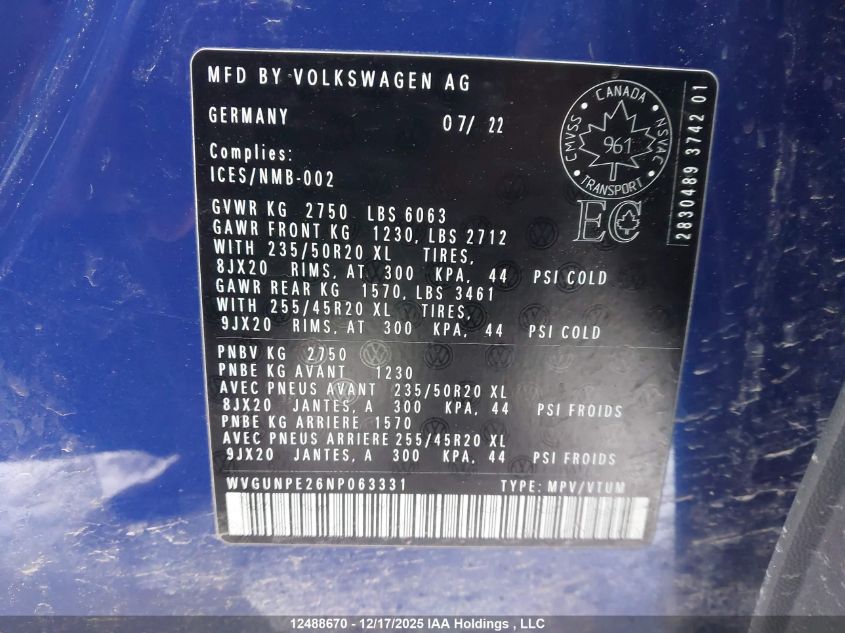 MFD BY VOLKSWAGEN AG
GERMANY 07/ 22
Complies:
ICES/NMB-002
CANADA
CMVSS
NSVAC
961
TRANSPORT
EC
2830489 3742 01
GVWR KG 2750 LBS 6063
GAWR FRONT KG 1230, LBS 2712
WITH 235/50R20 XL TIRES,
8JX20 RIMS, AT 300 KPA, 44 PSI COLD
GAWR REAR KG 1570, LBS 3461
WITH 255/45R20 XL TIRES,
9JX20 RIMS, AT 300 KPA, 44 PSI COLD
PNBV KG 2750
PNBE KG AVANT 1230
AVEC PNEUS AVANT 235/50R20 XL
8JX20 JANTES, A 300 KPA, 44 PSI FROIDS
PNBE KG ARRIERE 1570
AVEC PNEUS ARRIERE 255/45R20 XL
9JX20 JANTES, A 300 KPA, 44 PSI FROIDS
WVGUNPE26NP063331 TYPE: MPV/VTUM
12488670 - 12/17/2025 IAA Holdings , LLC